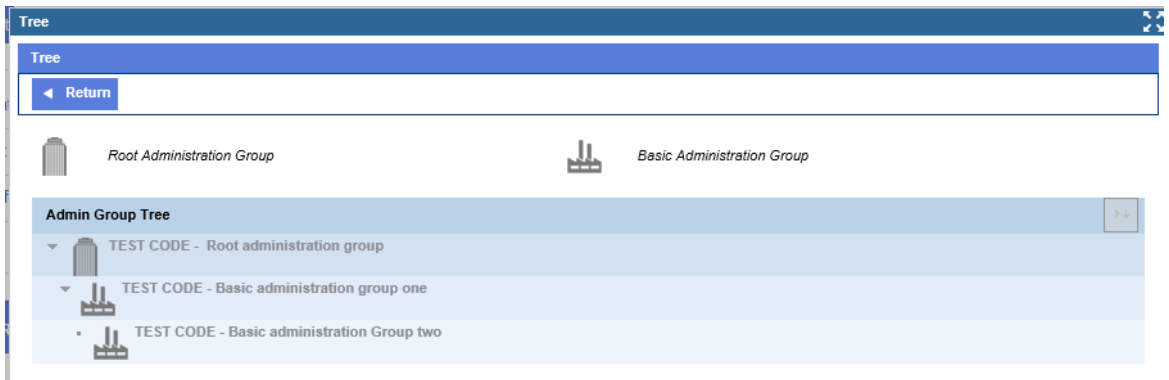 Tree
Tree
Return
Root Administration Group
Basic Administration Group
Admin Group Tree
TEST CODE - Root administration group
TEST CODE - Basic administration group one
TEST CODE - Basic administration Group two